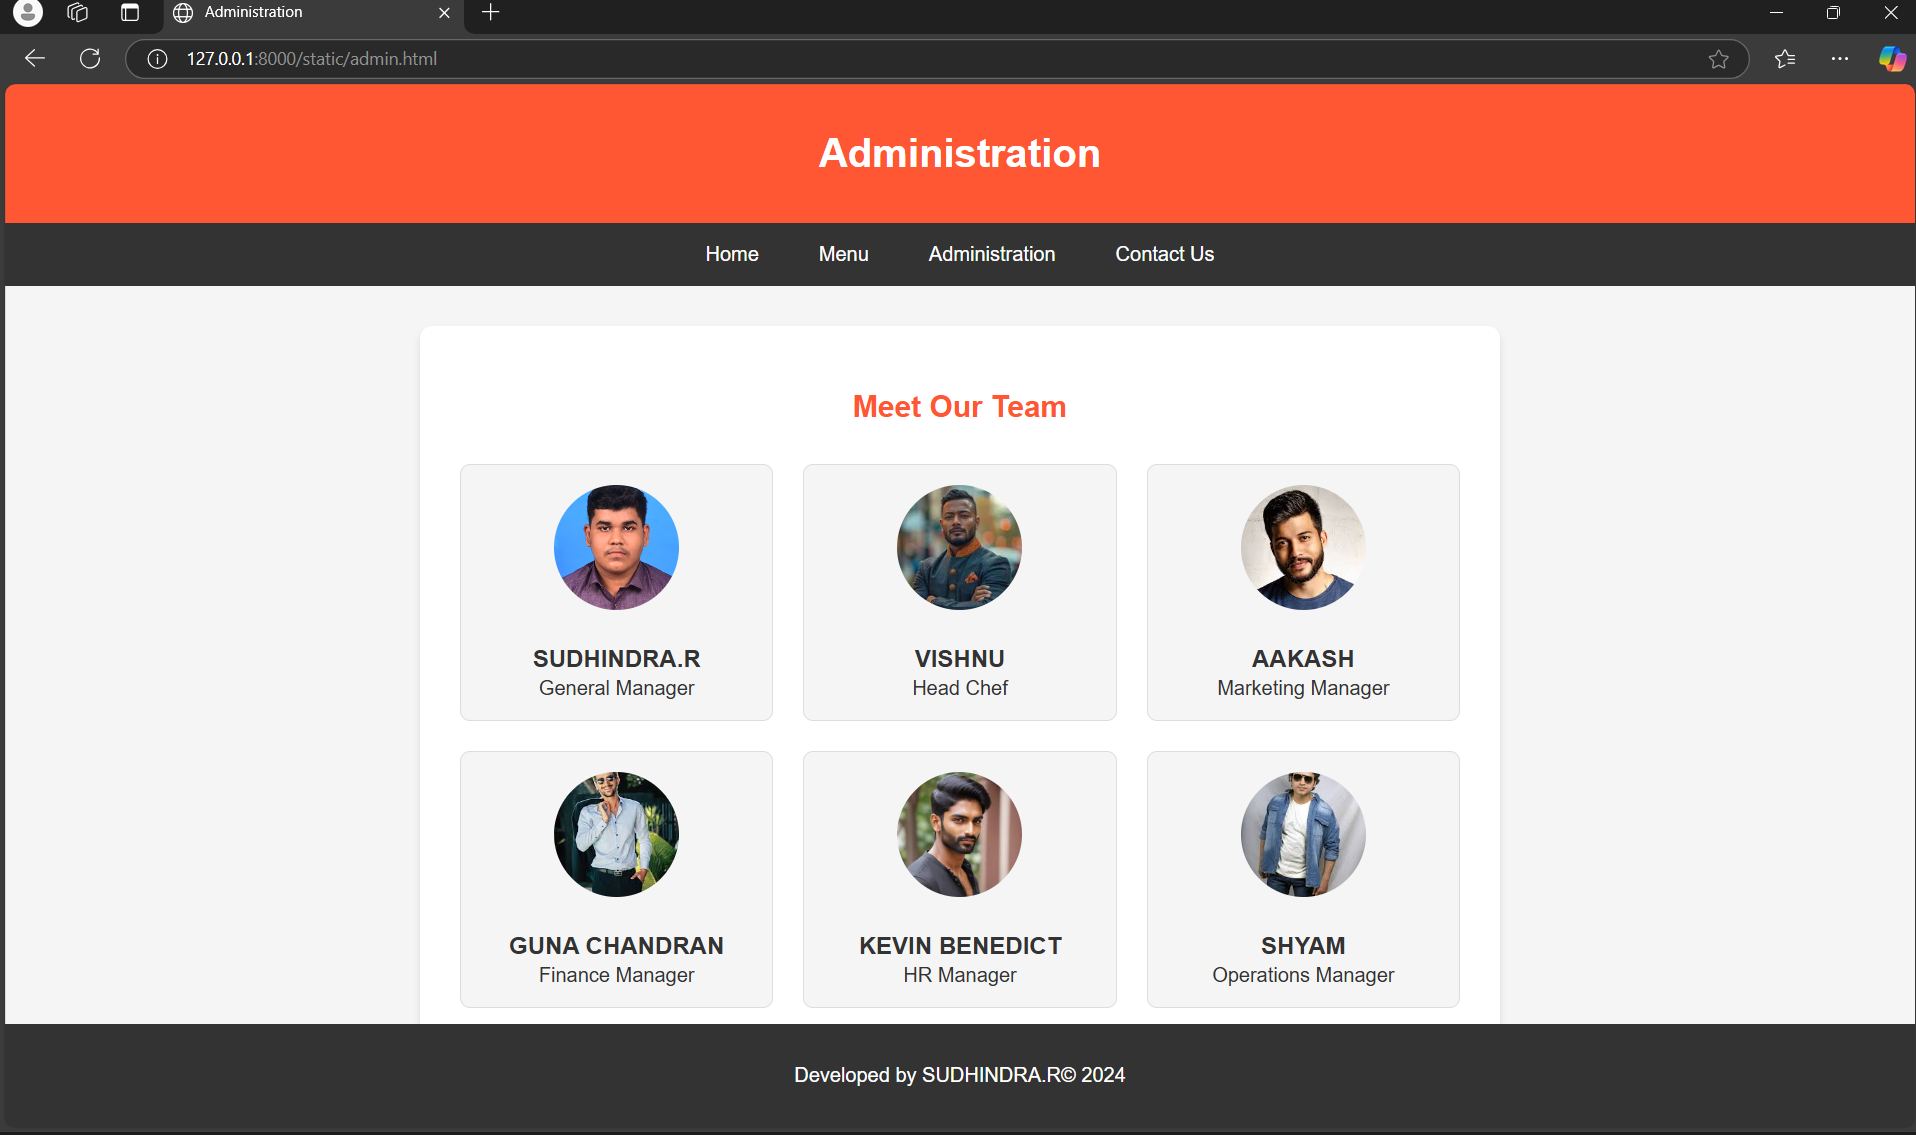 Administration
127.0.0.1:8000/static/admin.html
Administration
Home Menu Administration Contact Us
Meet Our Team
SUDHINDRA.R
General Manager
VISHNU
Head Chef
AAKASH
Marketing Manager
GUNA CHANDRAN
Finance Manager
KEVIN BENEDICT
HR Manager
SHYAM
Operations Manager
Developed by SUDHINDRA.R© 2024